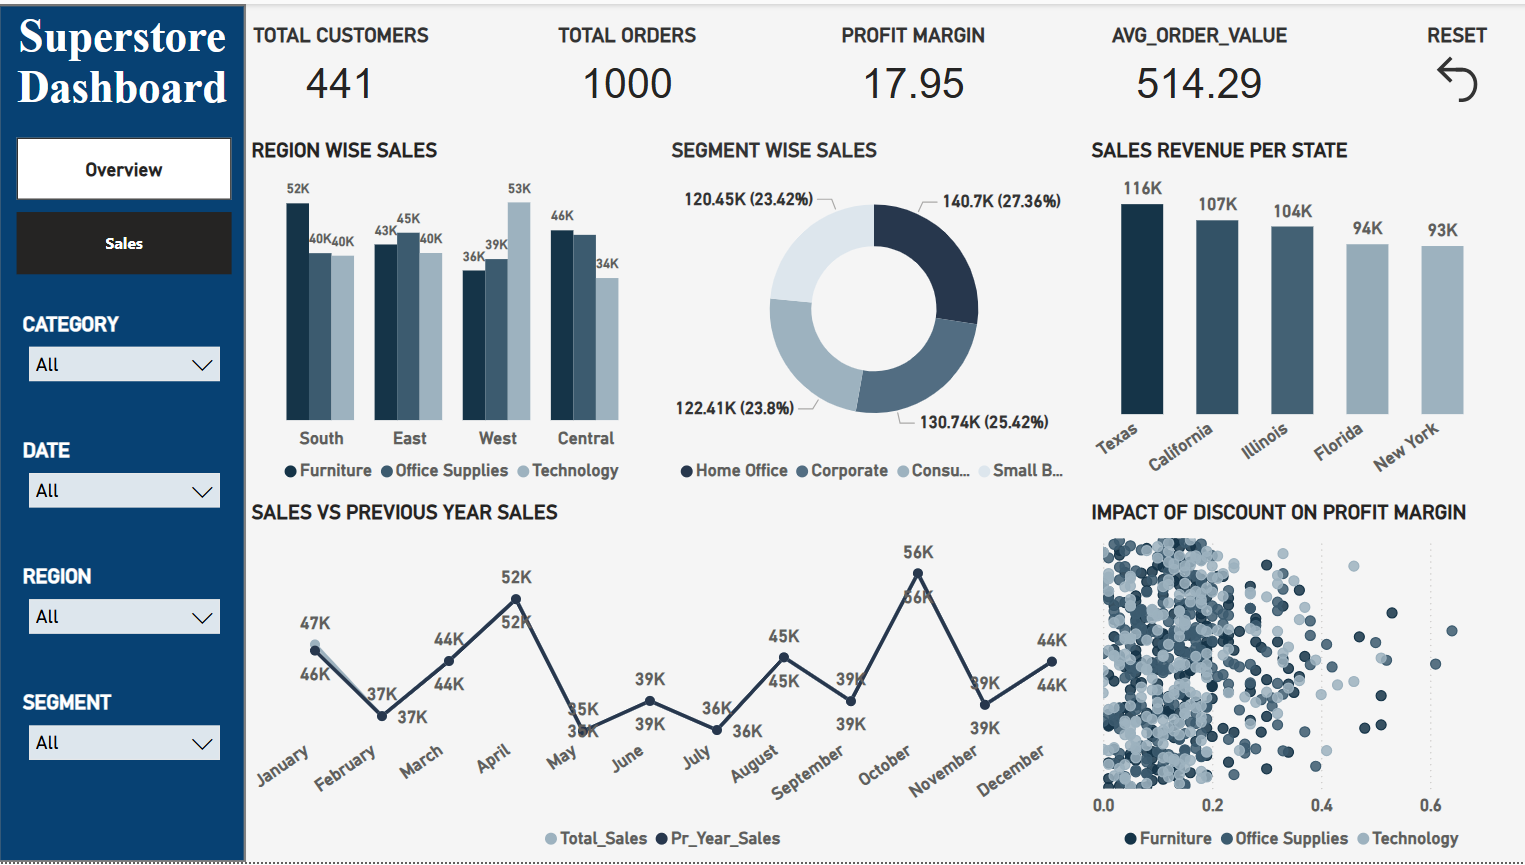 Superstore
Dashboard
Overview
Sales
CATEGORY
All
DATE
All
REGION
All
SEGMENT
All
TOTAL CUSTOMERS
441
TOTAL ORDERS
1000
PROFIT MARGIN
17.95
AVG_ORDER_VALUE
514.29
RESET
REGION WISE SALES
52K 40K 40K 43K 45K 40K 36K 39K 53K 46K 34K
South East West Central
Furniture Office Supplies Technology
SEGMENT WISE SALES
120.45K (23.42%)
140.7K (27.36%)
122.41K (23.8%)
130.74K (25.42%)
Home Office Corporate Consu... Small B...
SALES REVENUE PER STATE
116K 107K 104K 94K 93K
Texas California Illinois Florida New York
SALES VS PREVIOUS YEAR SALES
47K 37K 44K 52K 35K 39K 36K 45K 39K 56K 39K 44K
46K 37K 44K 52K 36K 39K 36K 45K 39K 56K 39K 44K
January February March April May June July August September October November December
Total_Sales Pr_Year_Sales
IMPACT OF DISCOUNT ON PROFIT MARGIN
0.0 0.2 0.4 0.6
Furniture Office Supplies Technology